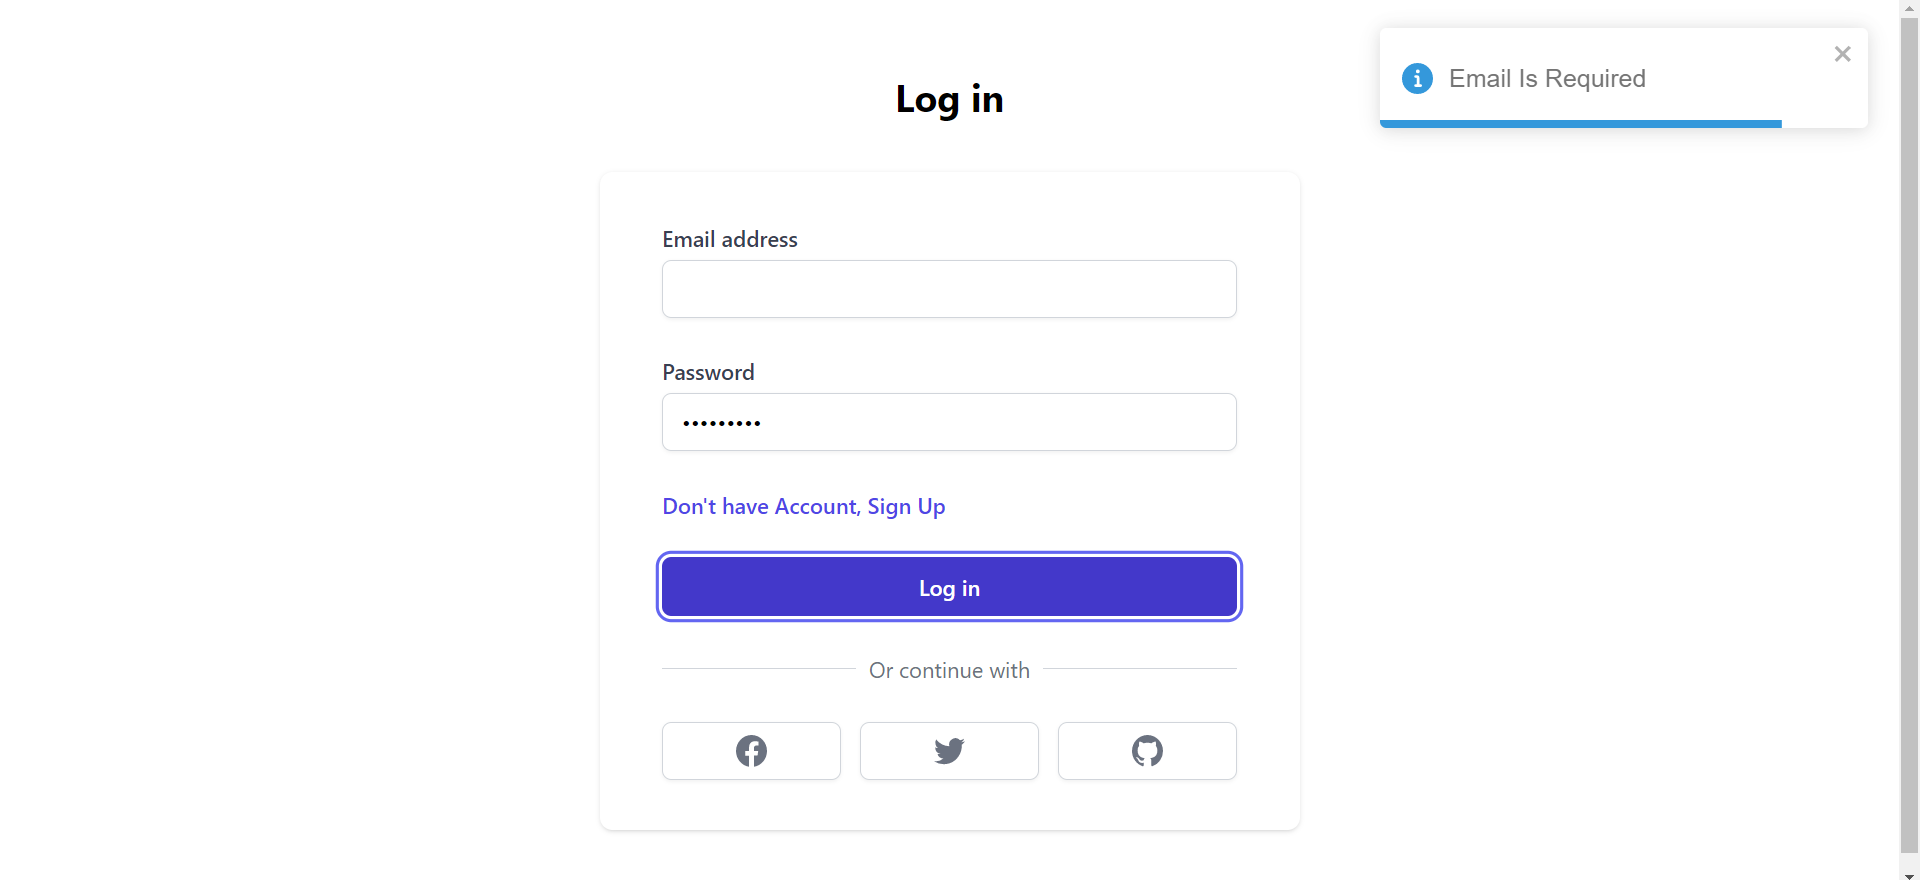 Log in
Email Is Required
Email address
Password
Don't have Account, Sign Up
Log in
Or continue with